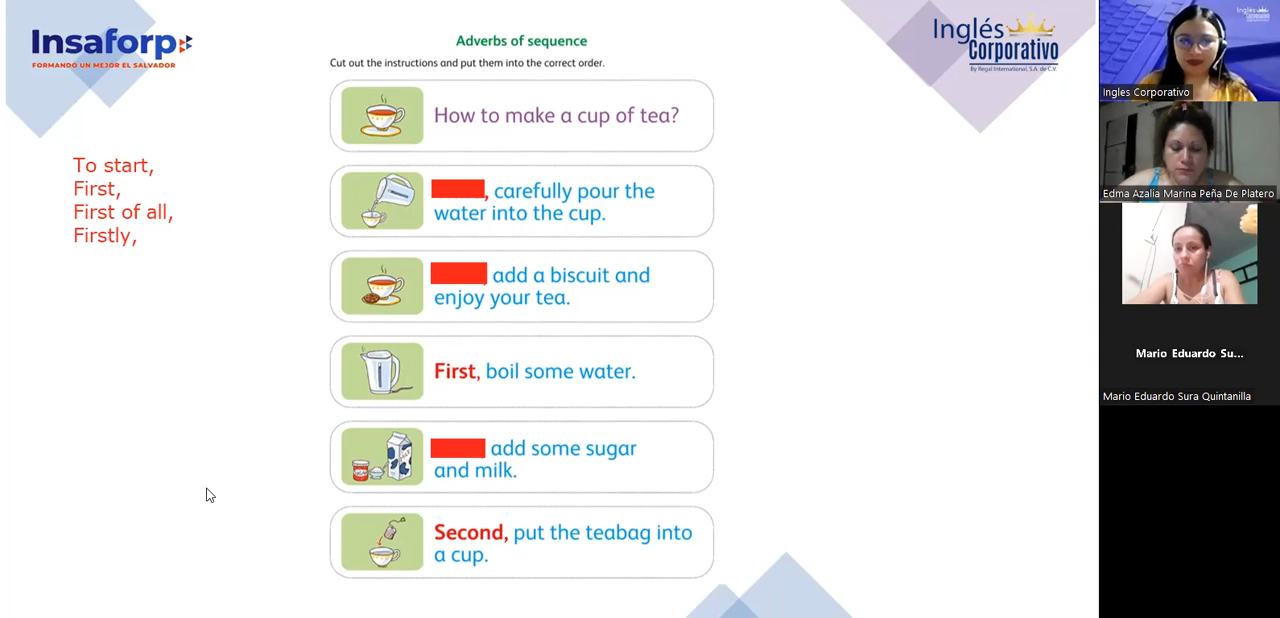 Insaforp
FORMANDO UN MEJOR EL SALVADOR
Adverbs of sequence
Cut out the instructions and put them into the correct order.
Inglés
Corporativo
By Regal International, S.A. de C.V.
To start,
First,
First of all,
Firstly,
How to make a cup of tea?
, carefully pour the
water into the cup.
add a biscuit and
enjoy your tea.
First, boil some water.
add some sugar
and milk.
Second, put the teabag into
a cup.
Ingles Corporativo
Edma Azalia Marina Peña De Platero
Mario Eduardo Su...
Mario Eduardo Sura Quintanilla